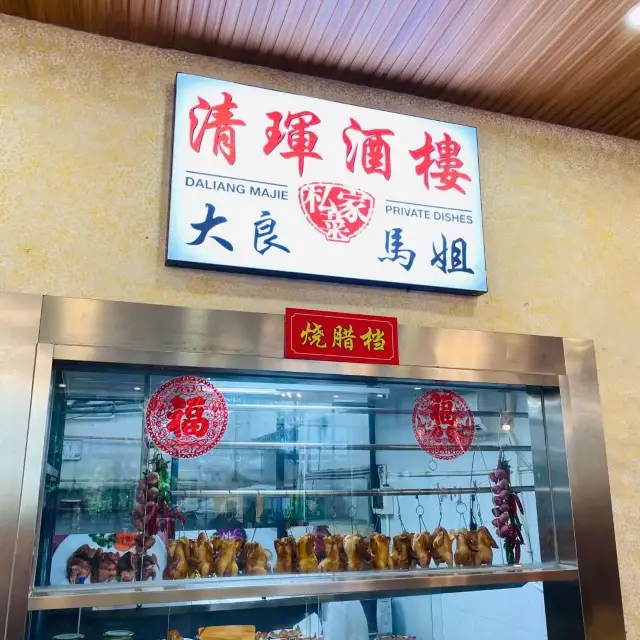 清琿酒樓
DALIANG MAJIE
私家菜
PRIVATE DISHES
大良
馬姐
烧腊档
福
福